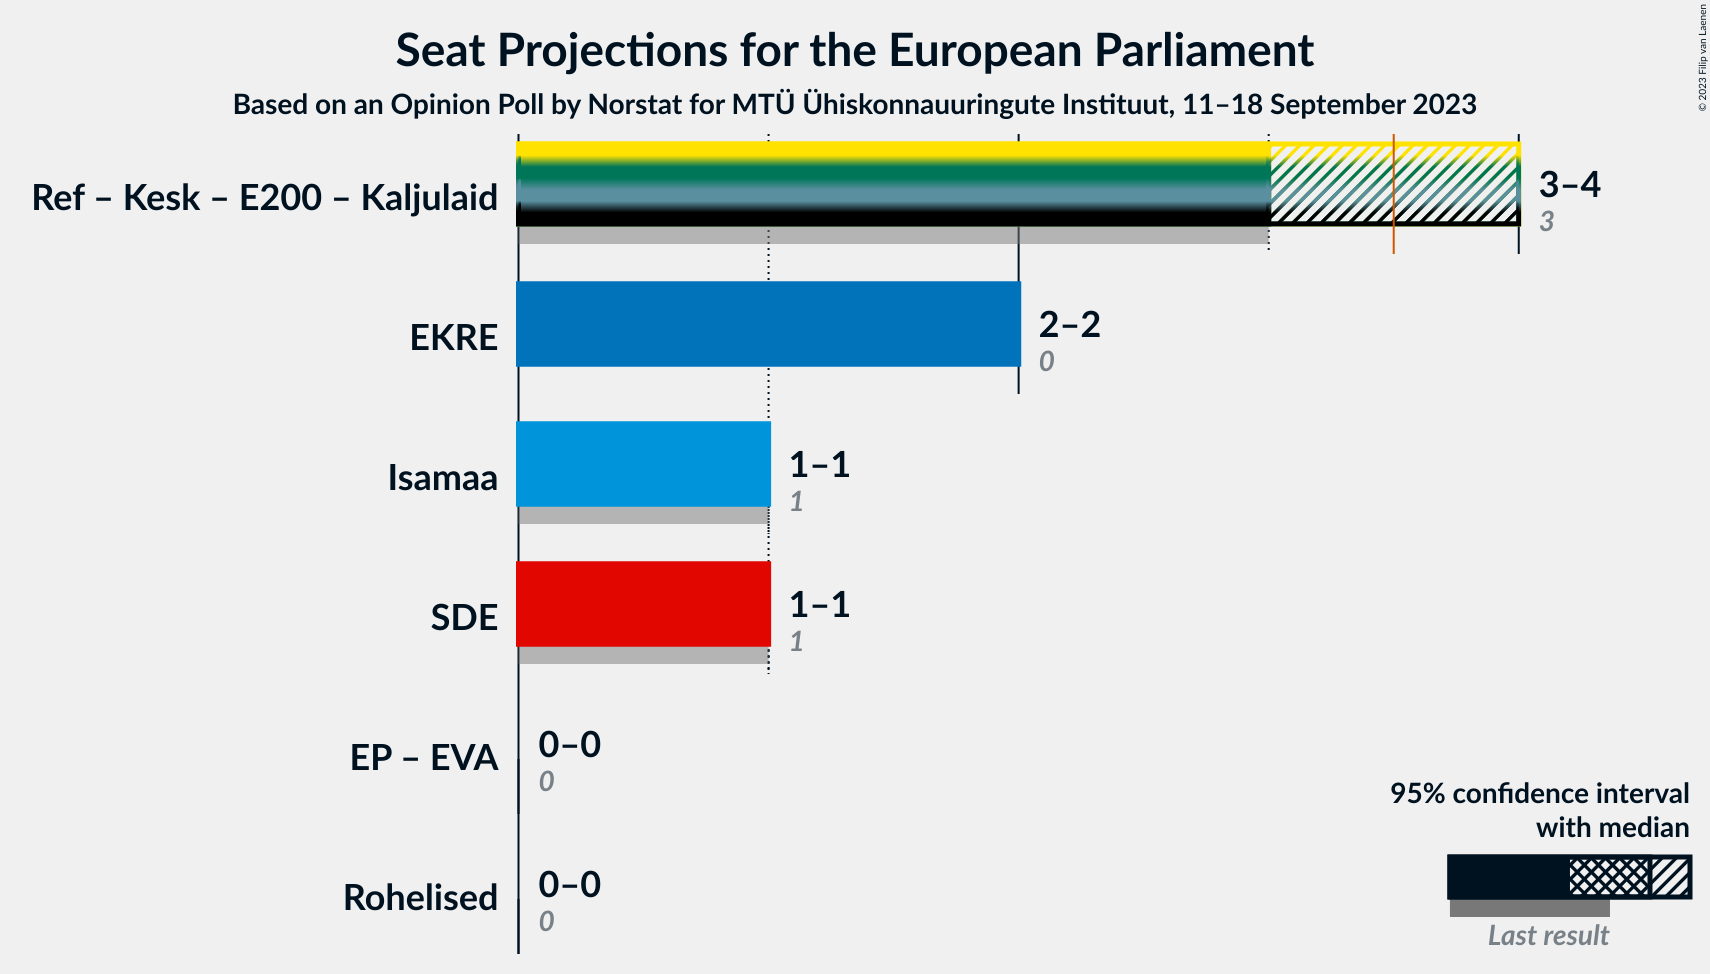 Seat Projections for the European Parliament
Based on an Opinion Poll by Norstat for MTÜ Ühiskonnauuringute Instituut, 11–18 September 2023
© 2023 Filip van Laenen
Ref – Kesk – E200 – Kaljulaid
3–4
3
EKRE
2–2
0
Isamaa
1–1
1
SDE
1–1
1
EP – EVA
0–0
0
Rohelised
0–0
0
95% confidence interval
with median
Last result